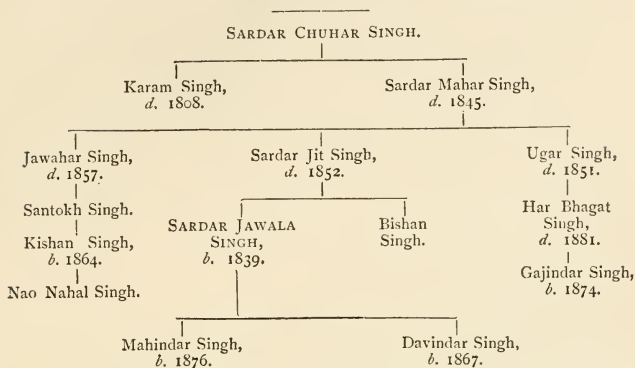 SARDAR CHUHAR SINGH.
Karam Singh,
d. 1808.
Sardar Mahar Singh,
d. 1845.
Jawahar Singh,
d. 1857.
Santokh Singh.
Kishan Singh,
b. 1864.
Nao Nahal Singh.
Sardar Jit Singh,
d. 1852.
SARDAR JAWALA
SINGH,
b. 1839.
Bishan
Singh.
Ugar Singh,
d. 1851.
Har Bhagat
Singh,
d. 1881.
Gajindar Singh,
b. 1874.
Mahindar Singh,
b. 1876.
Davindar Singh,
b. 1867.